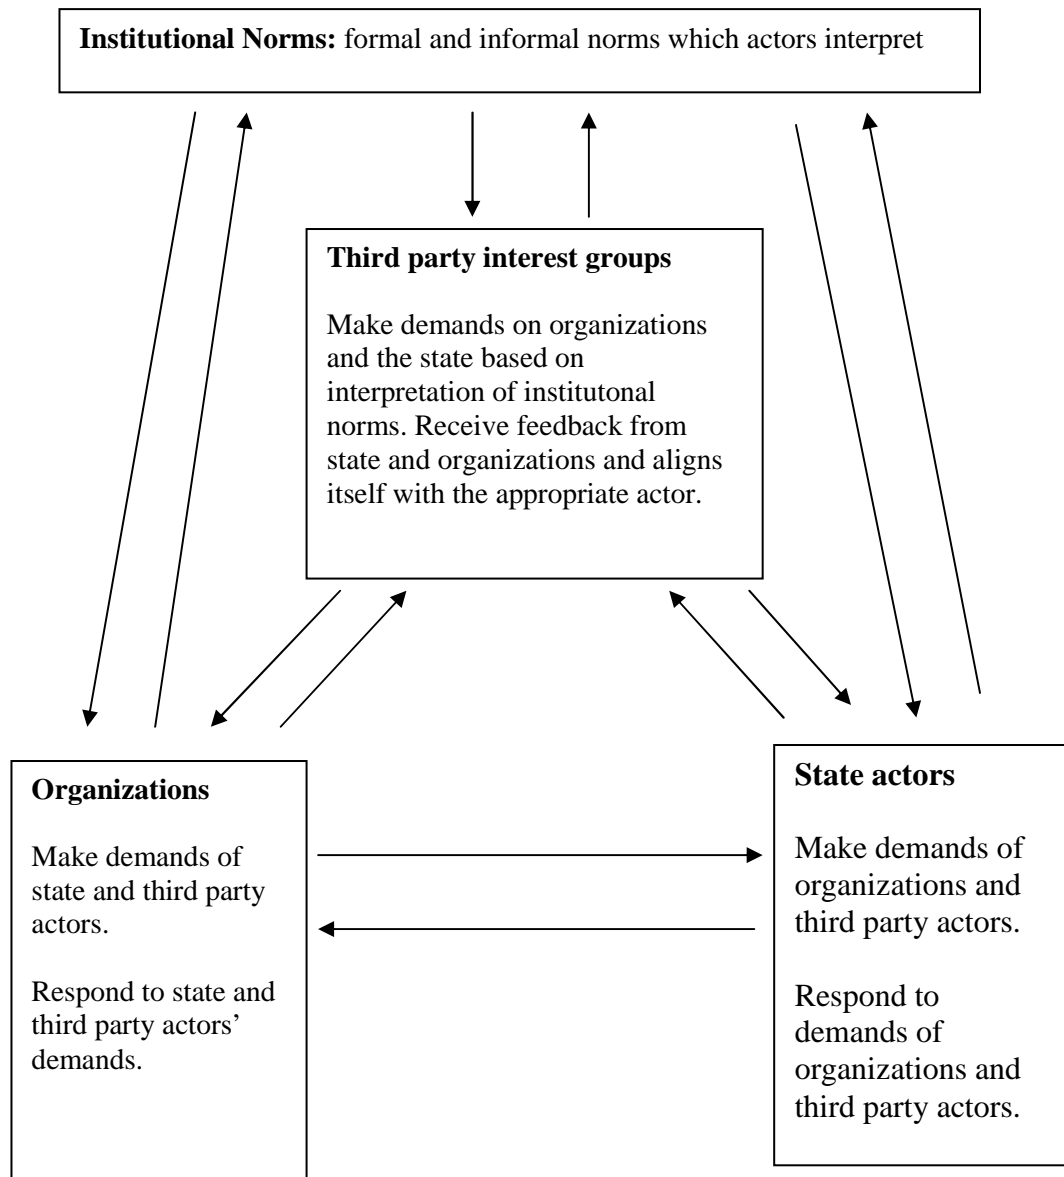 Institutional Norms: formal and informal norms which actors interpret
Third party interest groups
Make demands on organizations
and the state based on
interpretation of institutonal
norms. Receive feedback from
state and organizations and aligns
itself with the appropriate actor.
Organizations
Make demands of
state and third party
actors.
Respond to state and
third party actors’
demands.
State actors
Make demands of
organizations and
third party actors.
Respond to
demands of
organizations and
third party actors.